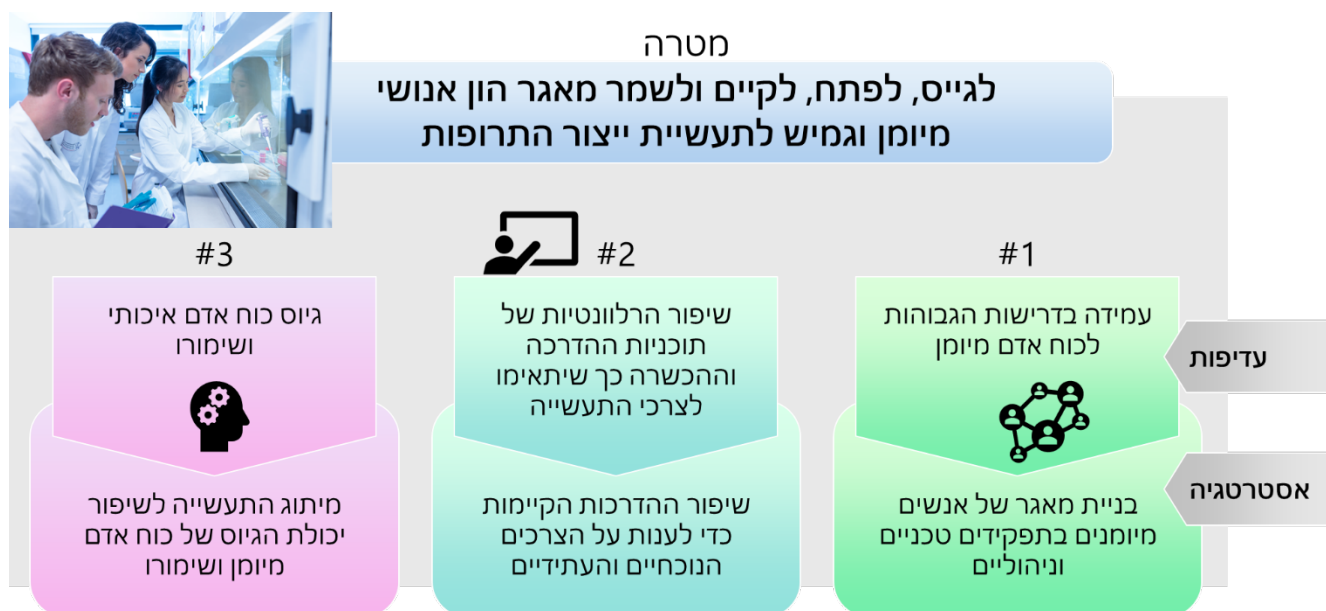 מטרה
לגייס, לפתח, לקיים ולשמר מאגר הון אנושי
מיומן וגמיש לתעשיית ייצור התרופות
#1
עמידה בדרישות הגבוהות
לכוח אדם מיומן
בניית מאגר של אנשים
מיומנים בתפקידים טכניים
וניהוליים
#2
שיפור הרלוונטיות של
תוכניות ההדרכה
וההכשרה כך שיתאימו
לצרכי התעשייה
שיפור ההדרכות הקיימות
כדי לענות על הצרכים
הנוכחיים והעתידיים
#3
גיוס כוח אדם איכותי
ושימורו
מיתוג התעשייה לשיפור
יכולת הגיוס של כוח אדם
מיומן ושימורו
עדיפות
אסטרטגיה